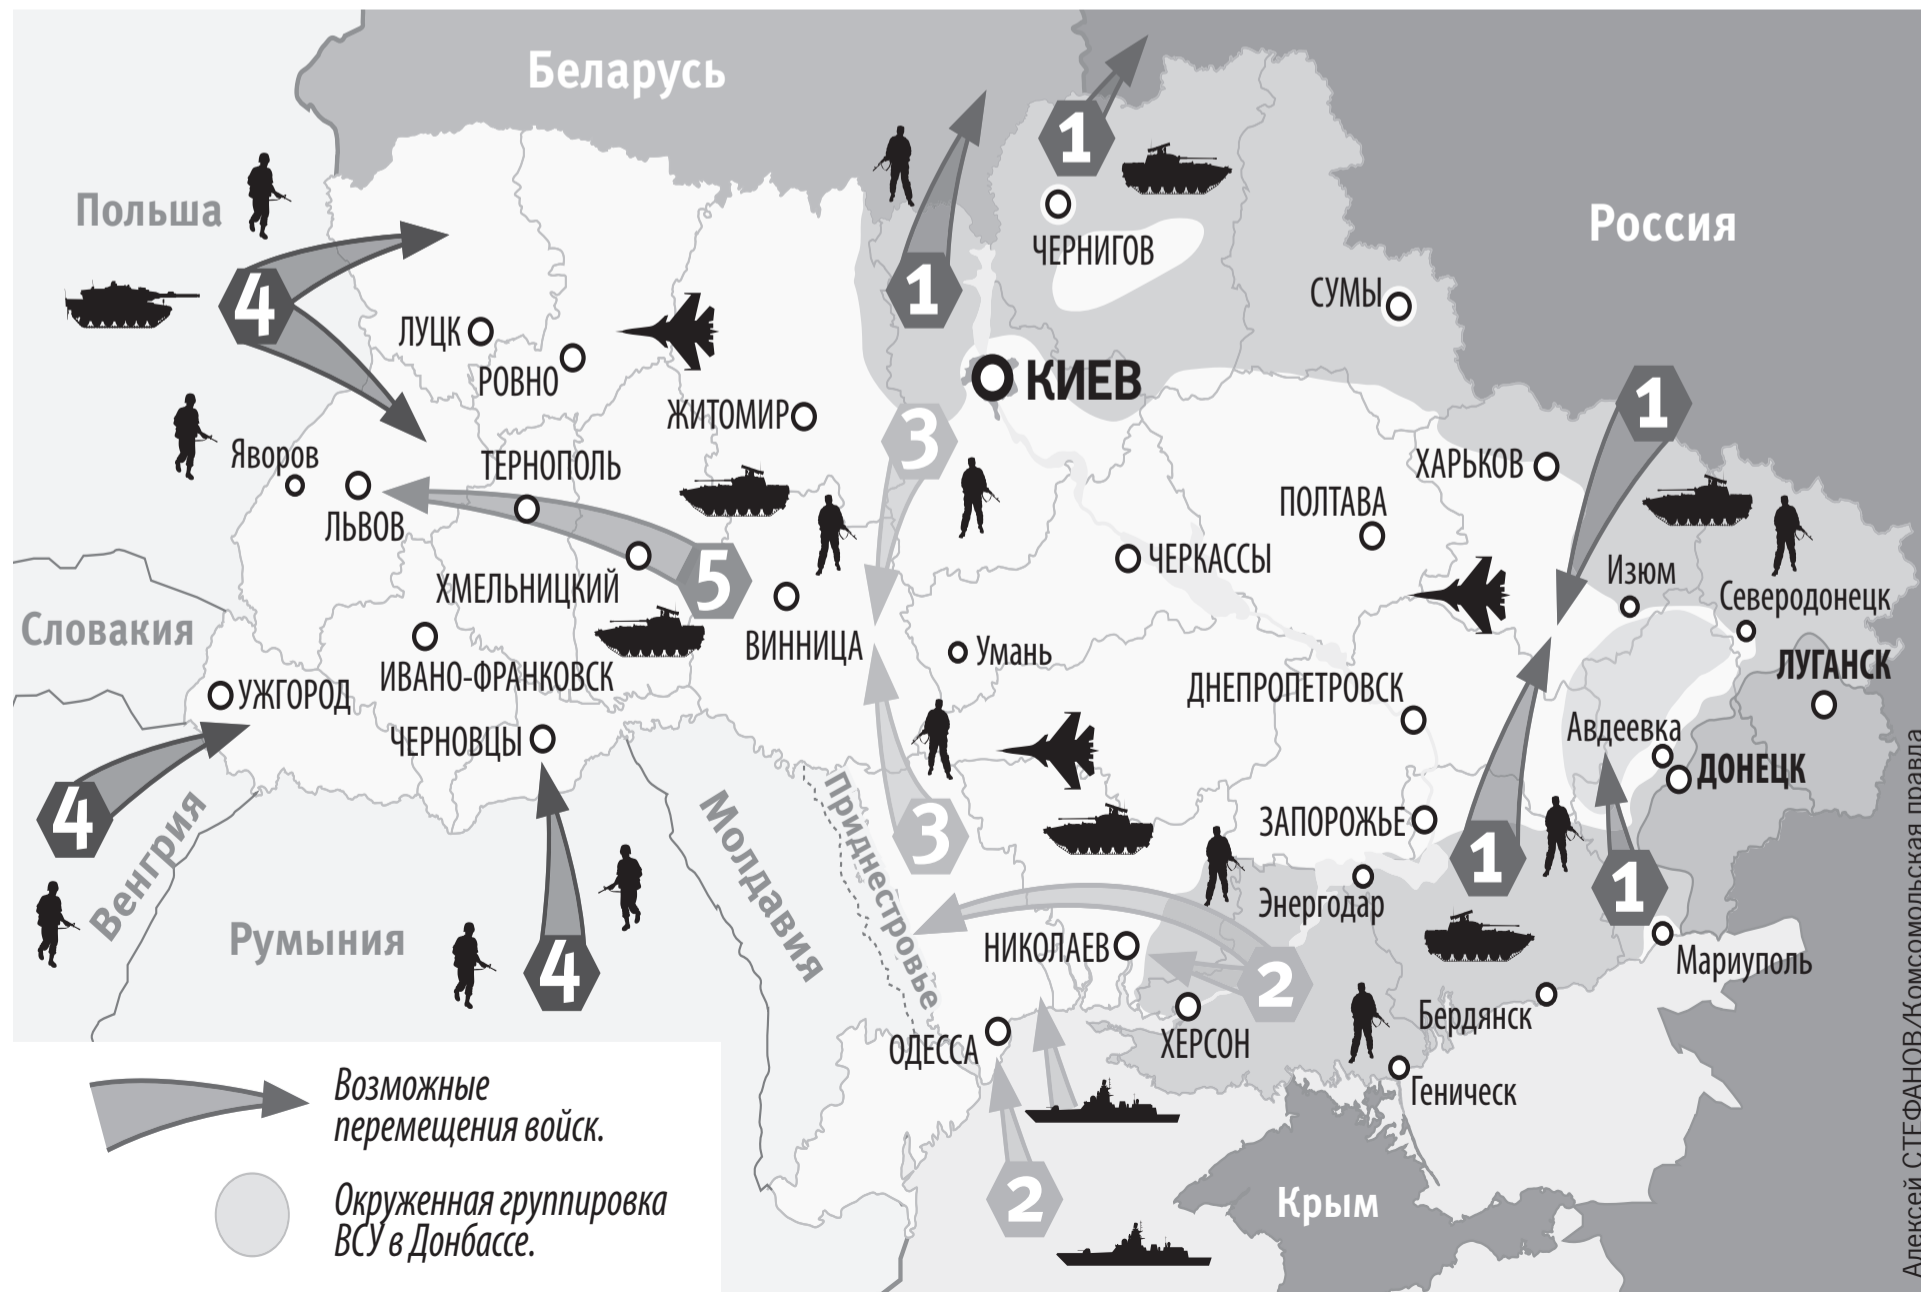 Беларусь
1
Польша
Россия
1
ЧЕРНИГОВ
4
1
СУМЫ
ЛУЦК
РОВНО
КИЕВ
ЖИТОМИР
3
1
Яворов
ТЕРНОПОЛЬ
ХАРЬКОВ
ЛЬВОВ
ПОЛТАВА
ХМЕЛЬНИЦКИЙ
5
ЧЕРКАССЫ
Изюм
Северодонецк
Словакия
ВИННИЦА
Умань
ИВАНО-ФРАНКОВСК
ЛУГАНСК
УЖГОРОД
ДНЕПРОПЕТРОВСК
ЧЕРНОВЦЫ
Авдеевка
ДОНЕЦК
4
Венгрия
Молдавия
Приднестровье
3
ЗАПОРОЖЬЕ
1
1
Энергодар
Румыния
4
НИКОЛАЕВ
2
Мариуполь
ОДЕССА
ХЕРСОН
Бердянск
Геническ
2
Крым
Возможные
перемещения войск.
Окруженная группировка
ВСУ в Донбассе.
Алексей СТЕФАНОВ/Комсомольская правда